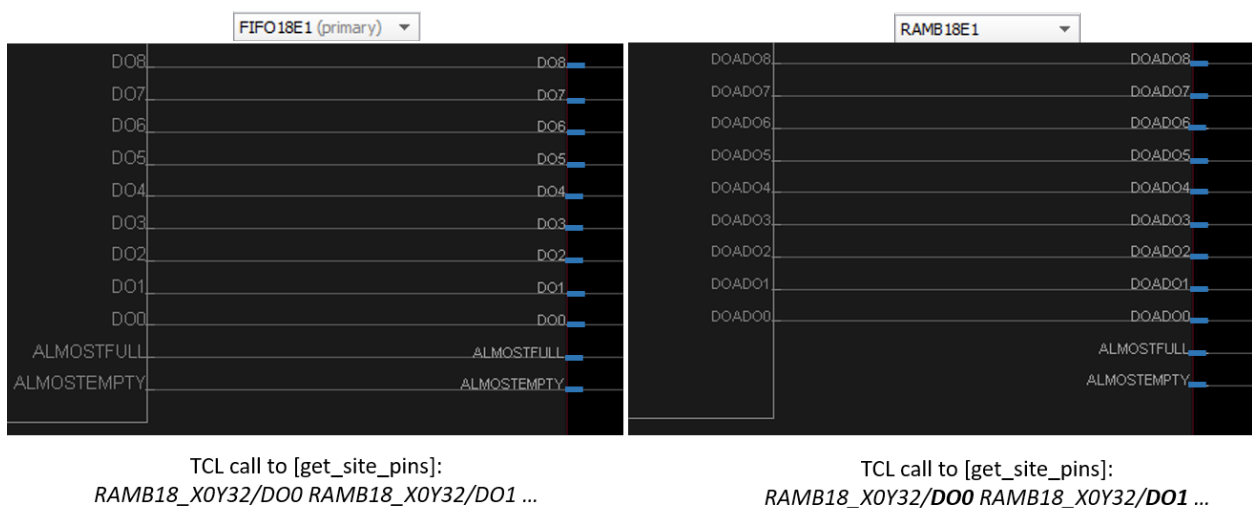 FIFO18E1 (primary)
DO8 DO8
DO7 DO7
DO6 DO6
DO5 DO5
DO4 DO4
DO3 DO3
DO2 DO2
DO1 DO1
DO0 DO0
ALMOSTFULL ALMOSTFULL
ALMOSTEMPTY ALMOSTEMPTY
TCL call to [get_site_pins]:
RAMB18_X0Y32/DO0 RAMB18_X0Y32/DO1 ...
RAMB18E1
DOADO8 DOADO8
DOADO7 DOADO7
DOADO6 DOADO6
DOADO5 DOADO5
DOADO4 DOADO4
DOADO3 DOADO3
DOADO2 DOADO2
DOADO1 DOADO1
DOADO0 DOADO0
ALMOSTFULL
ALMOSTEMPTY
TCL call to [get_site_pins]:
RAMB18_X0Y32/DO0 RAMB18_X0Y32/DO1 ...